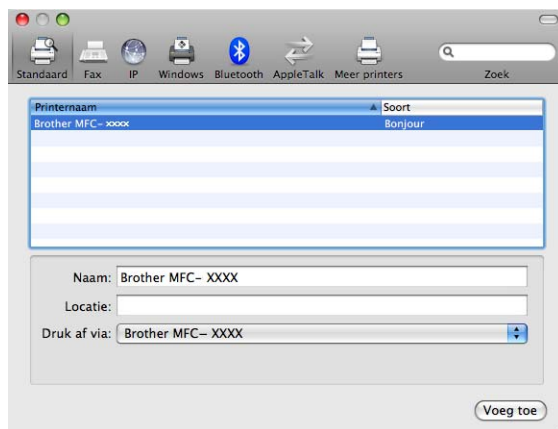 Standaard Fax IP Windows Bluetooth AppleTalk Meer printers Zoek
Printernaam Soort
Brother MFC- xxxx Bonjour
Naam: Brother MFC- XXXX
Locatie:
Druk af via: Brother MFC– XXXX
Voeg toe